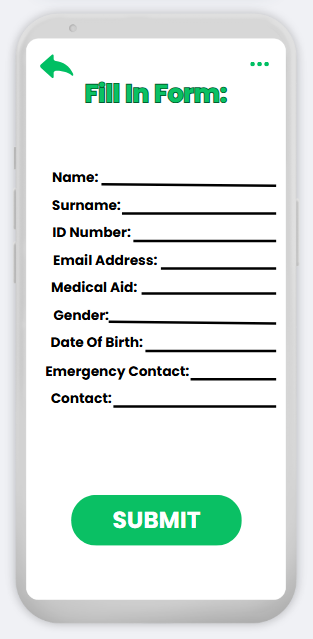 Fill In Form:
Name:
Surname:
ID Number:
Email Address:
Medical Aid:
Gender:
Date Of Birth:
Emergency Contact:
Contact:
SUBMIT